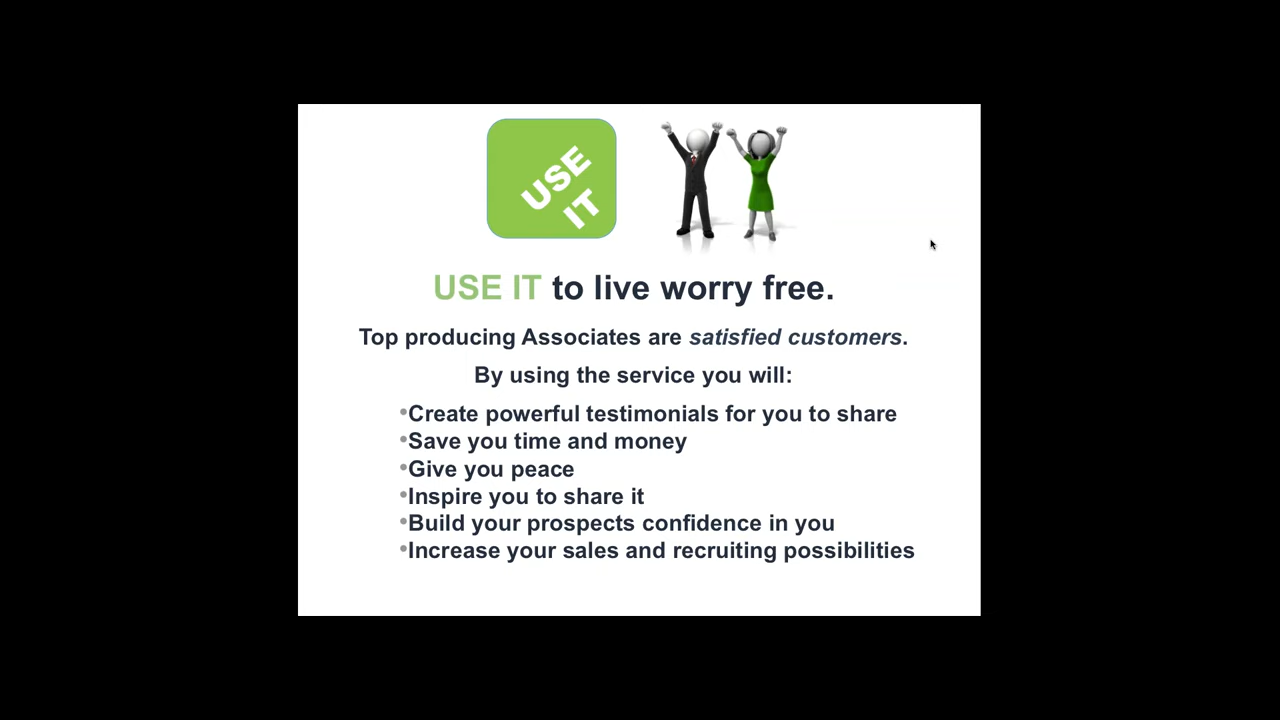 USE
IT
USE IT to live worry free.
Top producing Associates are satisfied customers.
By using the service you will:
•Create powerful testimonials for you to share
•Save you time and money
•Give you peace
•Inspire you to share it
•Build your prospects confidence in you
•Increase your sales and recruiting possibilities